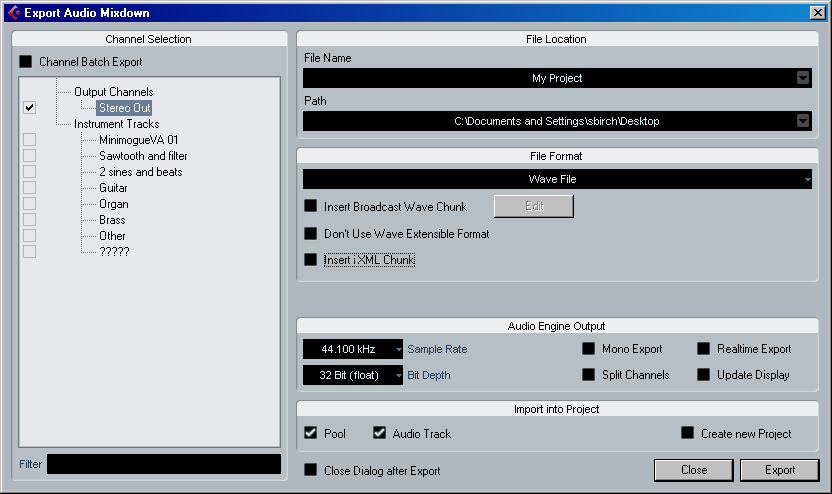 Export Audio Mixdown
Channel Selection
Channel Batch Export
Output Channels
Stereo Out
Instrument Tracks
MinimogueVA 01
Sawtooth and filter
2 sines and beats
Guitar
Organ
Brass
Other
?????
Filter
File Location
File Name
My Project
Path
C:\Documents and Settings\sbirch\Desktop
File Format
Wave File
Insert Broadcast Wave Chunk
Edit
Don't Use Wave Extensible Format
Insert iXML Chunk
Audio Engine Output
44.100 kHz Sample Rate
Mono Export
Realtime Export
32 Bit (float) Bit Depth
Split Channels
Update Display
Import into Project
Pool
Audio Track
Create new Project
Close Dialog after Export
Close
Export